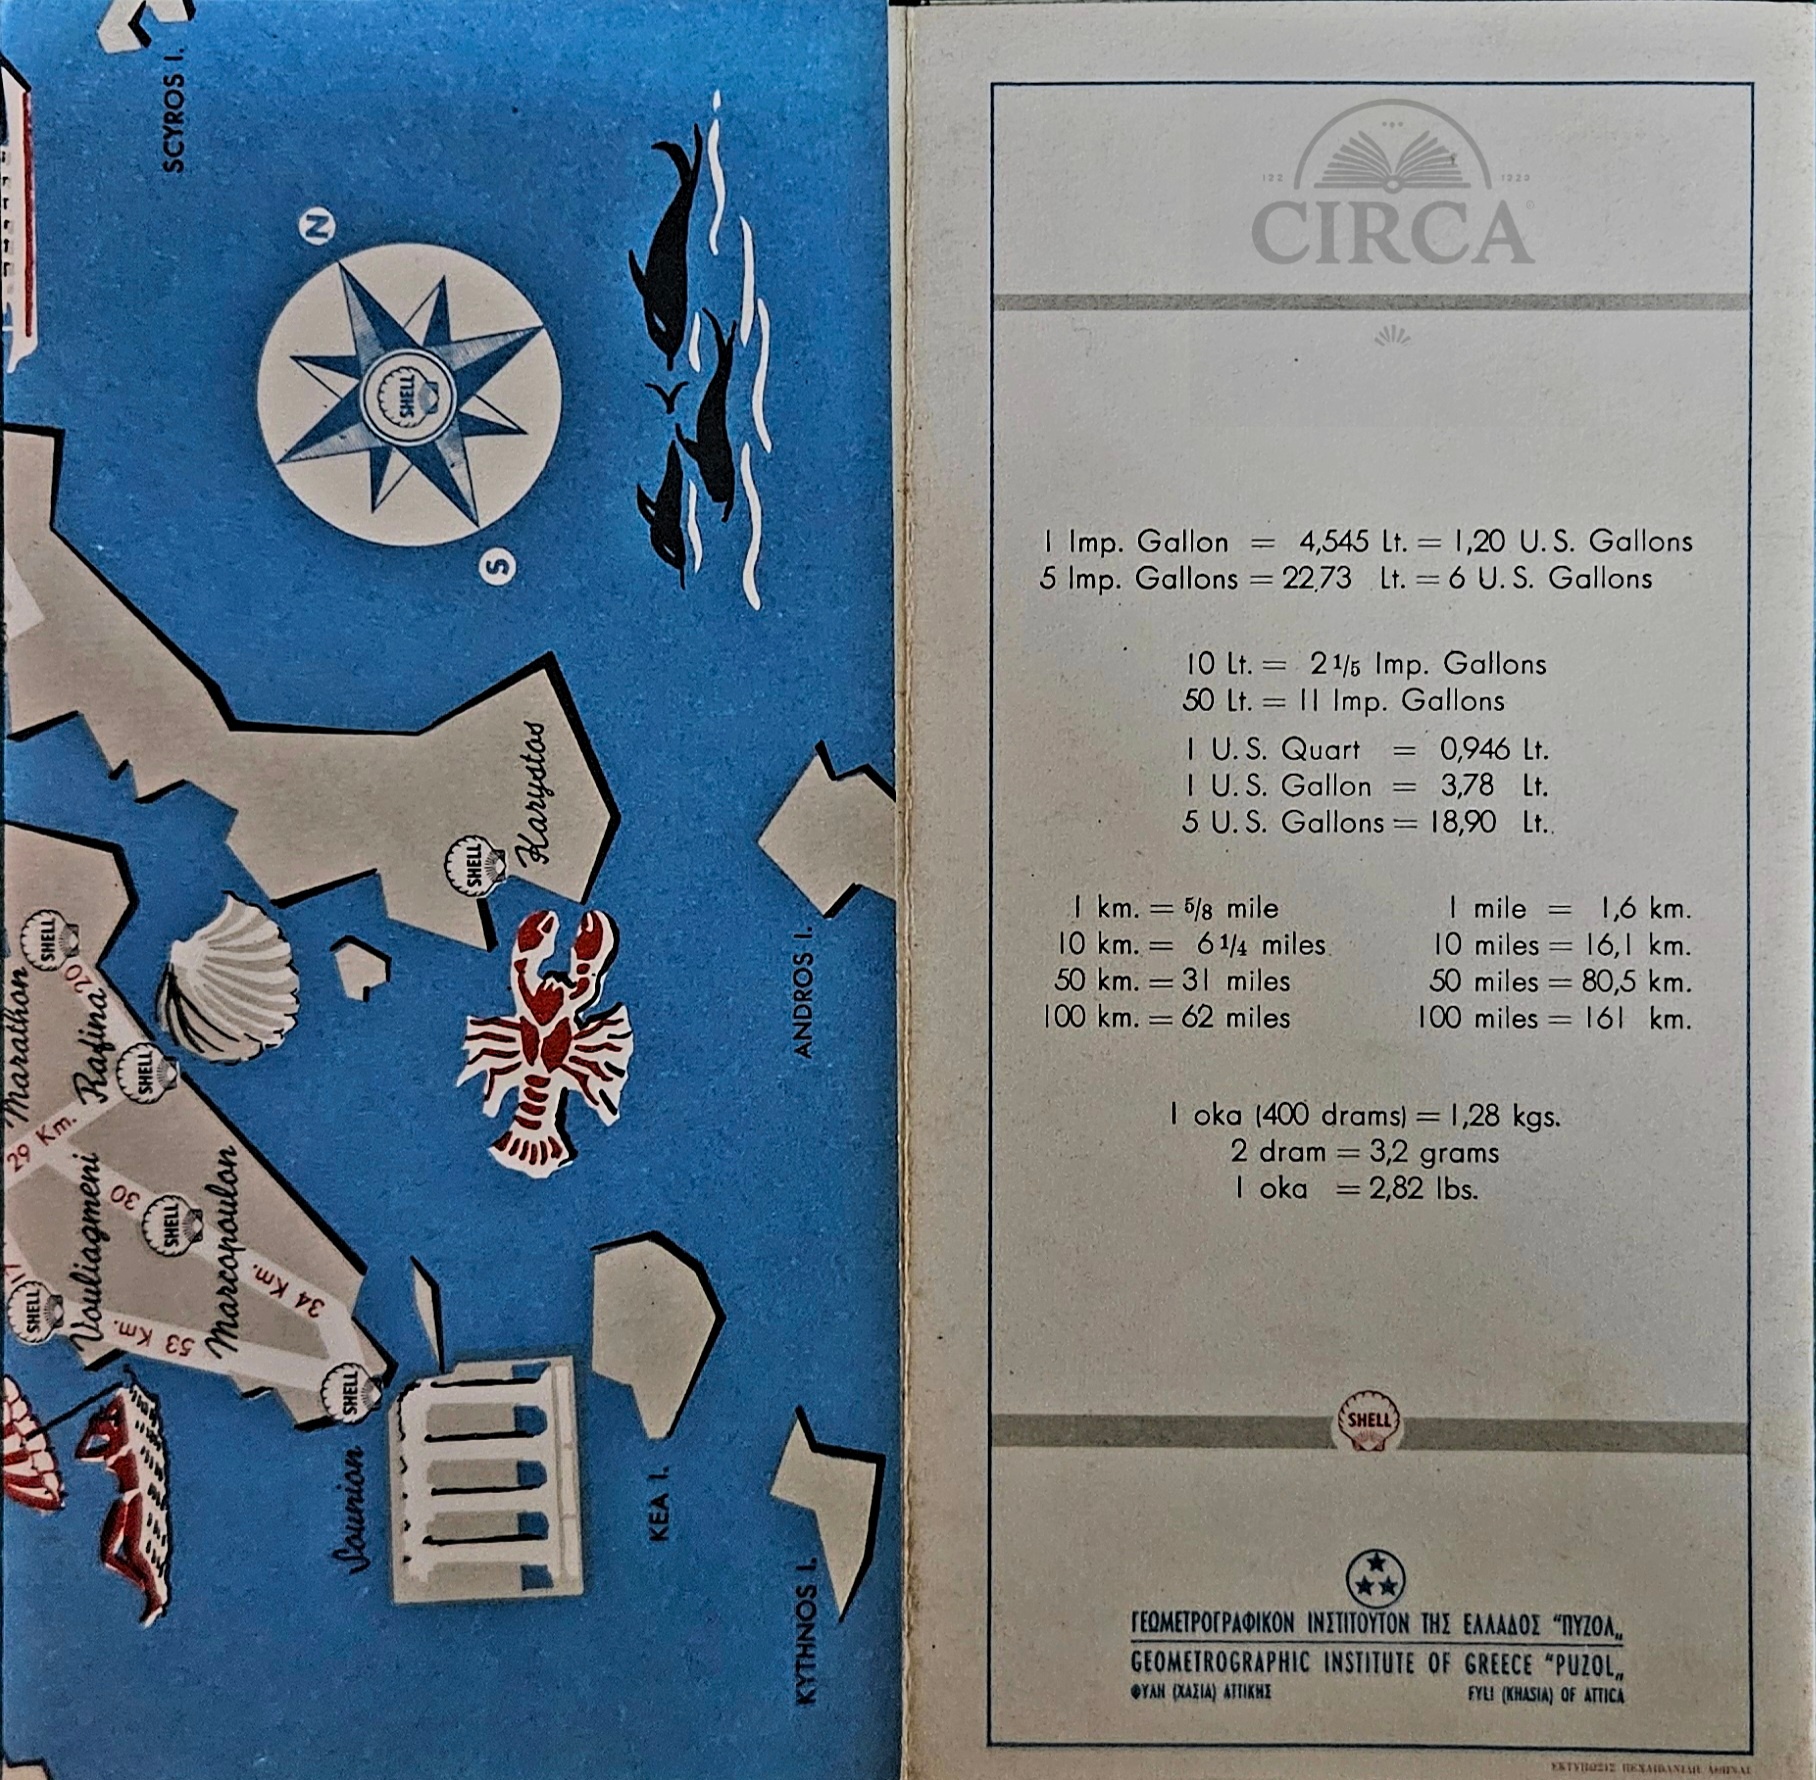 SCYROS I.
N
SHELL
S
Karystos
SHELL
SHELL
Marathon
20
Rafina
SHELL
29 Km.
ANDROS I.
Vouliagmeni
30
SHELL
Marcopoulon
SHELL
53 Km.
34 Km.
SHELL
Sounion
KEA I.
KYTHNOS I.
CIRCA
1 Imp. Gallon = 4,545 Lt. = 1,20 U.S. Gallons
5 Imp. Gallons = 22,73 Lt. = 6 U.S. Gallons
10 Lt. = 2 1/5 Imp. Gallons
50 Lt. = 11 Imp. Gallons
1 U.S. Quart = 0,946 Lt.
1 U.S. Gallon = 3,78 Lt.
5 U.S. Gallons = 18,90 Lt.
1 km. = 5/8 mile 1 mile = 1,6 km.
10 km. = 6 1/4 miles 10 miles = 16,1 km.
50 km. = 31 miles 50 miles = 80,5 km.
100 km. = 62 miles 100 miles = 161 km.
1 oka (400 drams) = 1,28 kgs.
2 dram = 3,2 grams
1 oka = 2,82 lbs.
SHELL
ΓΕΩΜΕΤΡΟΓΡΑΦΙΚΟΝ ΙΝΣΤΙΤΟΥΤΟΝ ΤΗΣ ΕΛΛΑΔΟΣ "ΠΥΖΟΛ„
GEOMETROGRAPHIC INSTITUTE OF GREECE "PUZOL„
ΦΥΛΗ (ΧΑΣΙΑ) ΑΤΤΙΚΗΣ FYLI (KHASIA) OF ATTICA